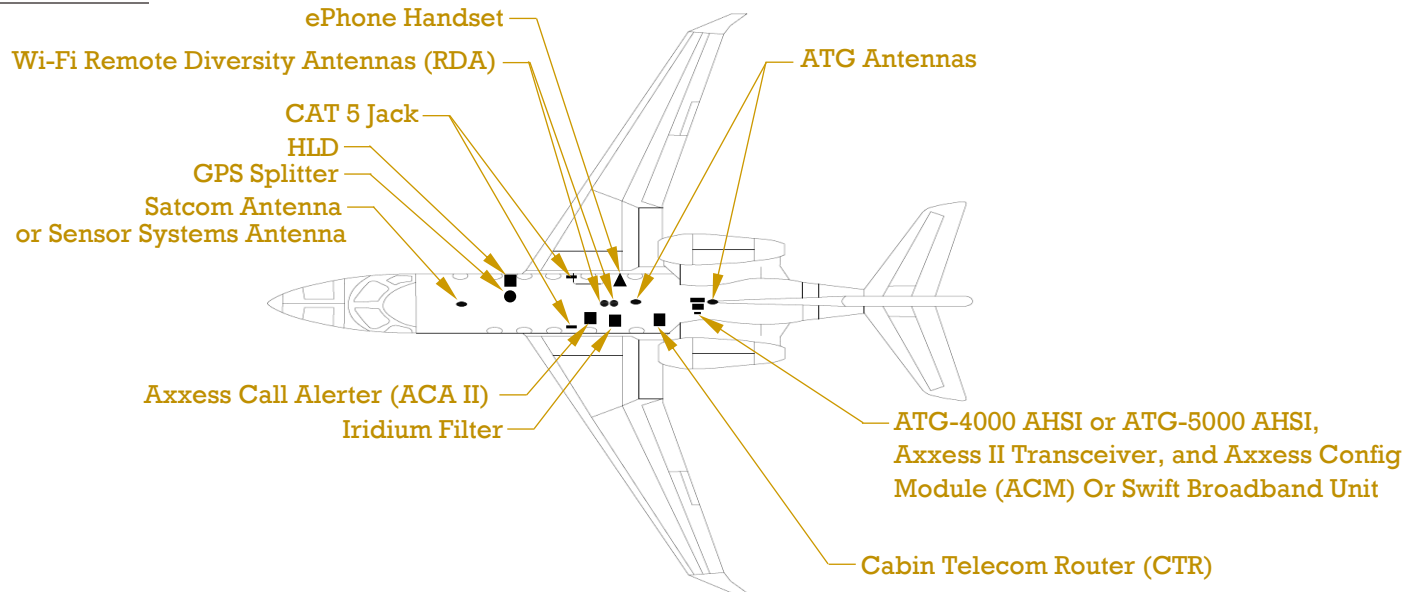 ePhone Handset
Wi-Fi Remote Diversity Antennas (RDA)
ATG Antennas
CAT 5 Jack
HLD
GPS Splitter
Satcom Antenna
or Sensor Systems Antenna
Axxess Call Alerter (ACA II)
Iridium Filter
ATG-4000 AHSI or ATG-5000 AHSI,
Axxess II Transceiver, and Axxess Config
Module (ACM) Or Swift Broadband Unit
Cabin Telecom Router (CTR)